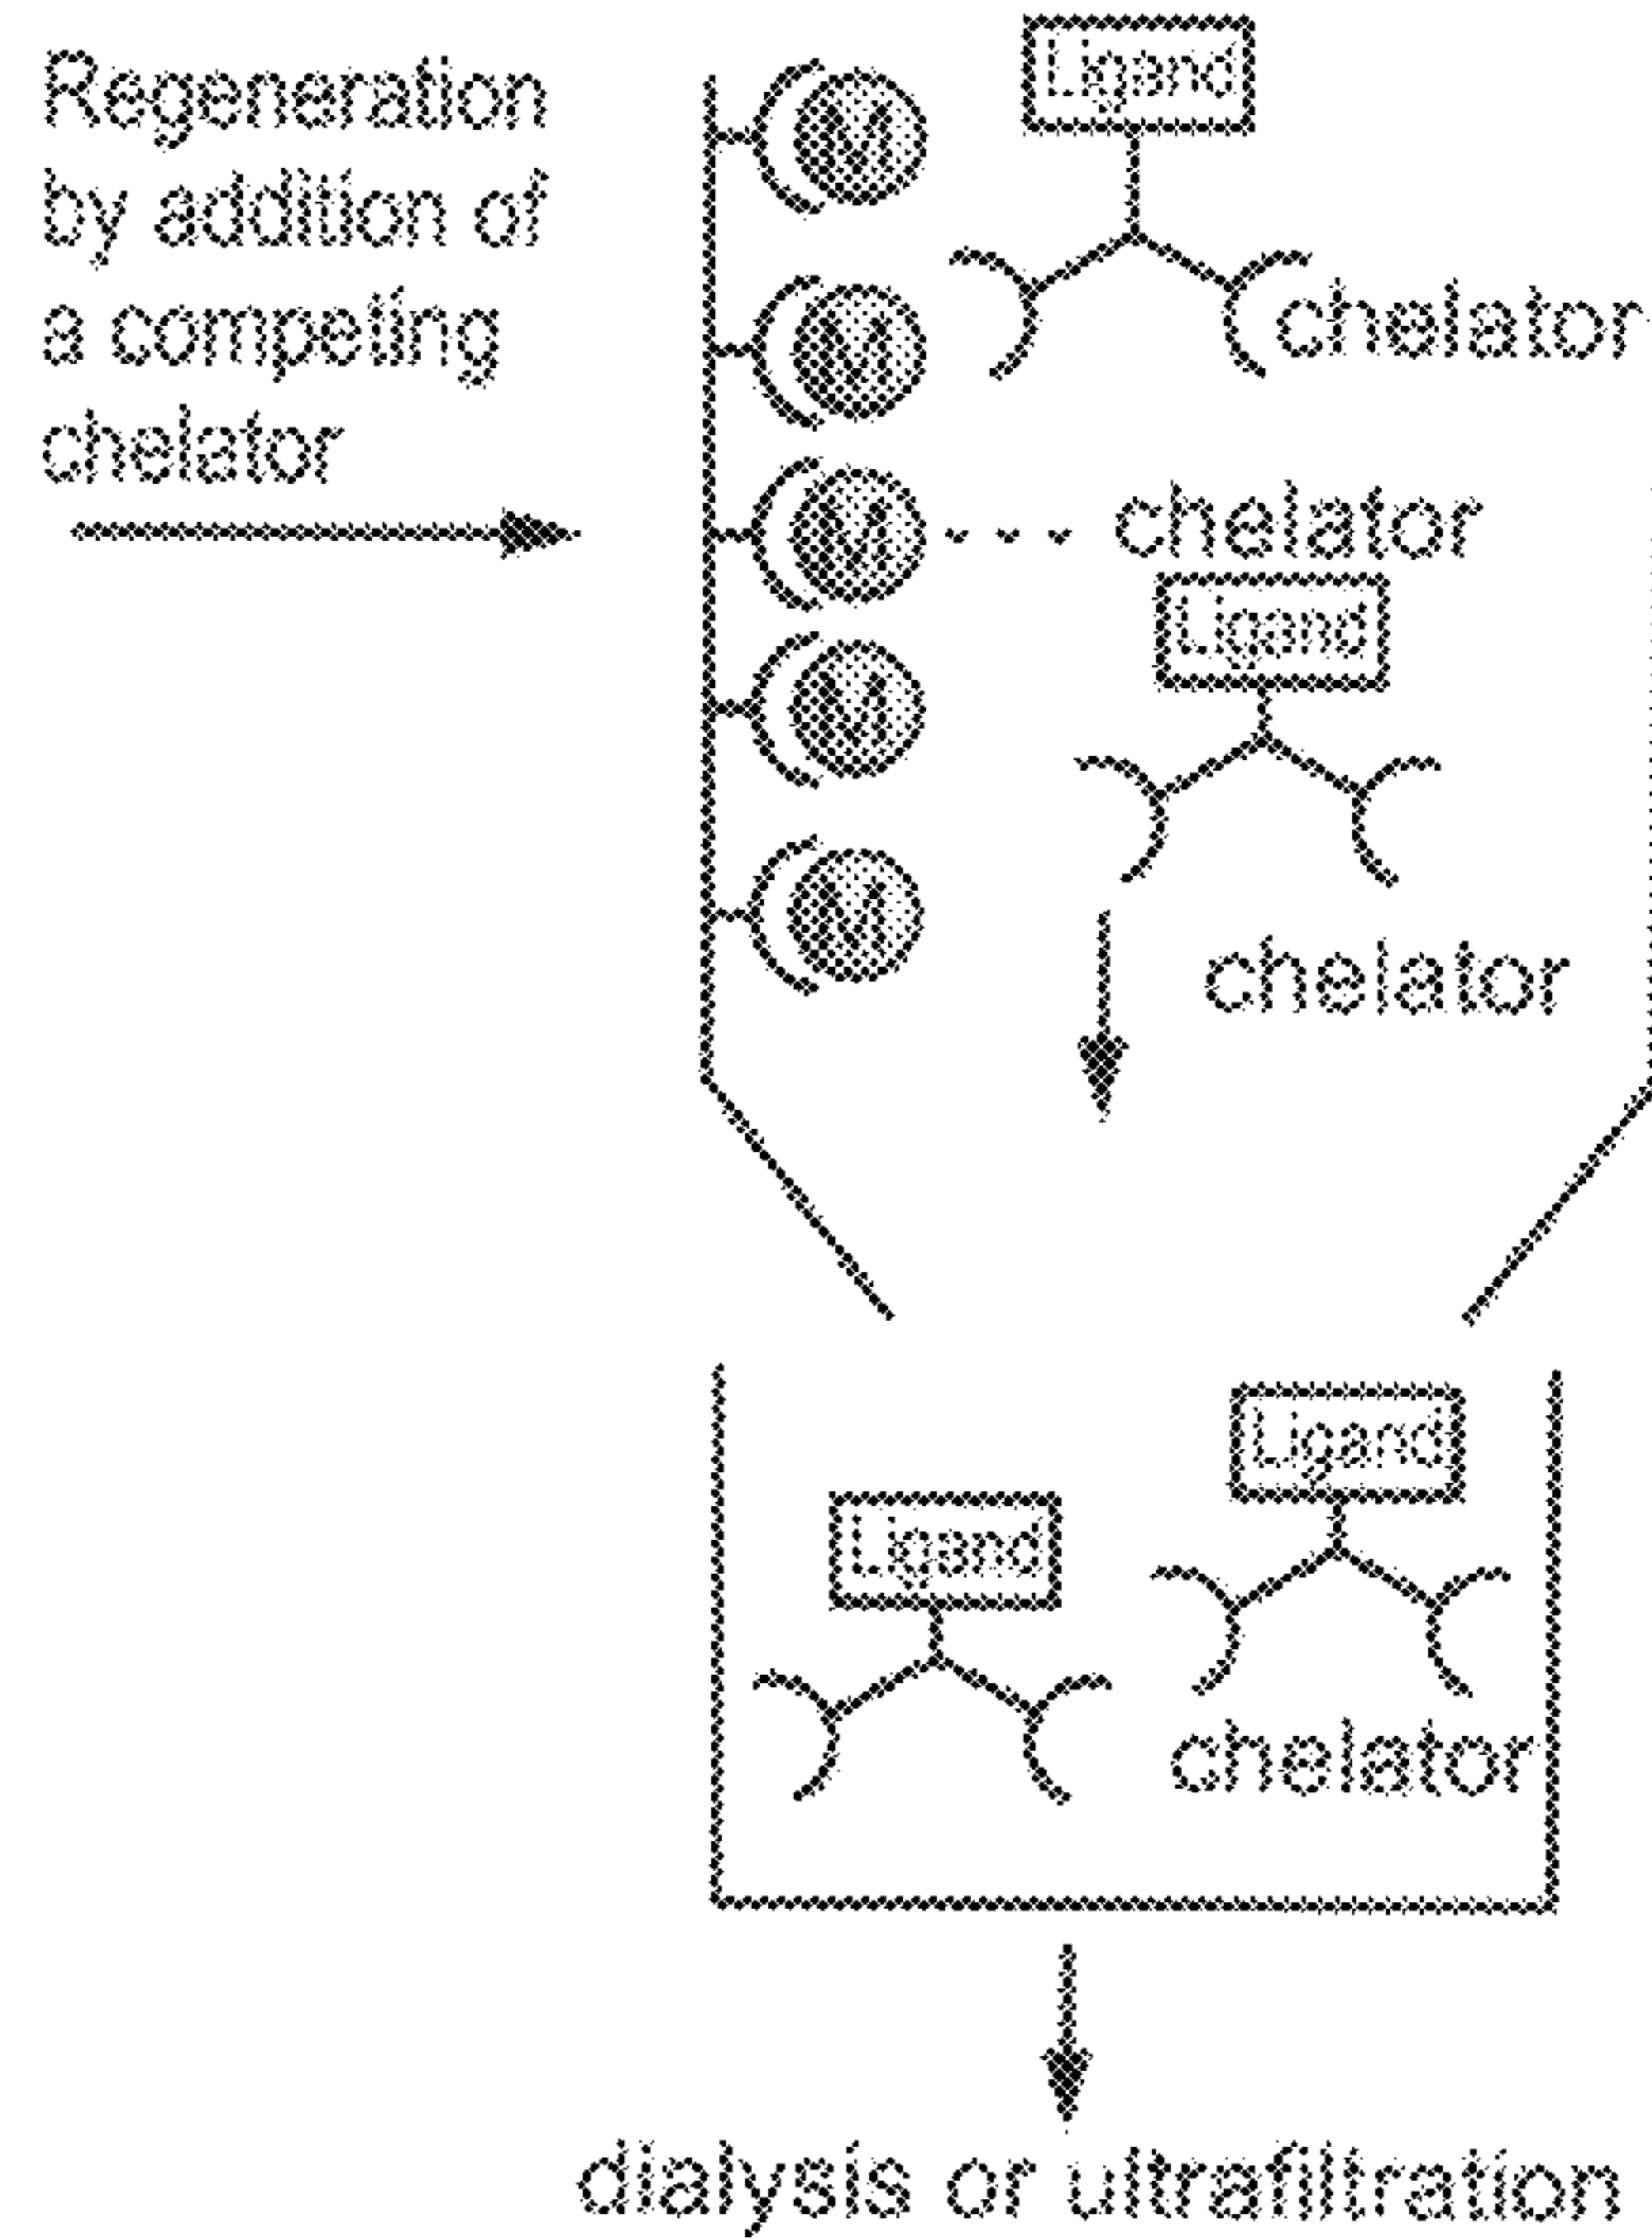 Regeneration
by addition of
a competing
chelator
M
Ligand
M
chelator
M
chelator
Ligand
M
M
chelator
Ligand
Ligand
chelator
dialysis or ultrafiltration